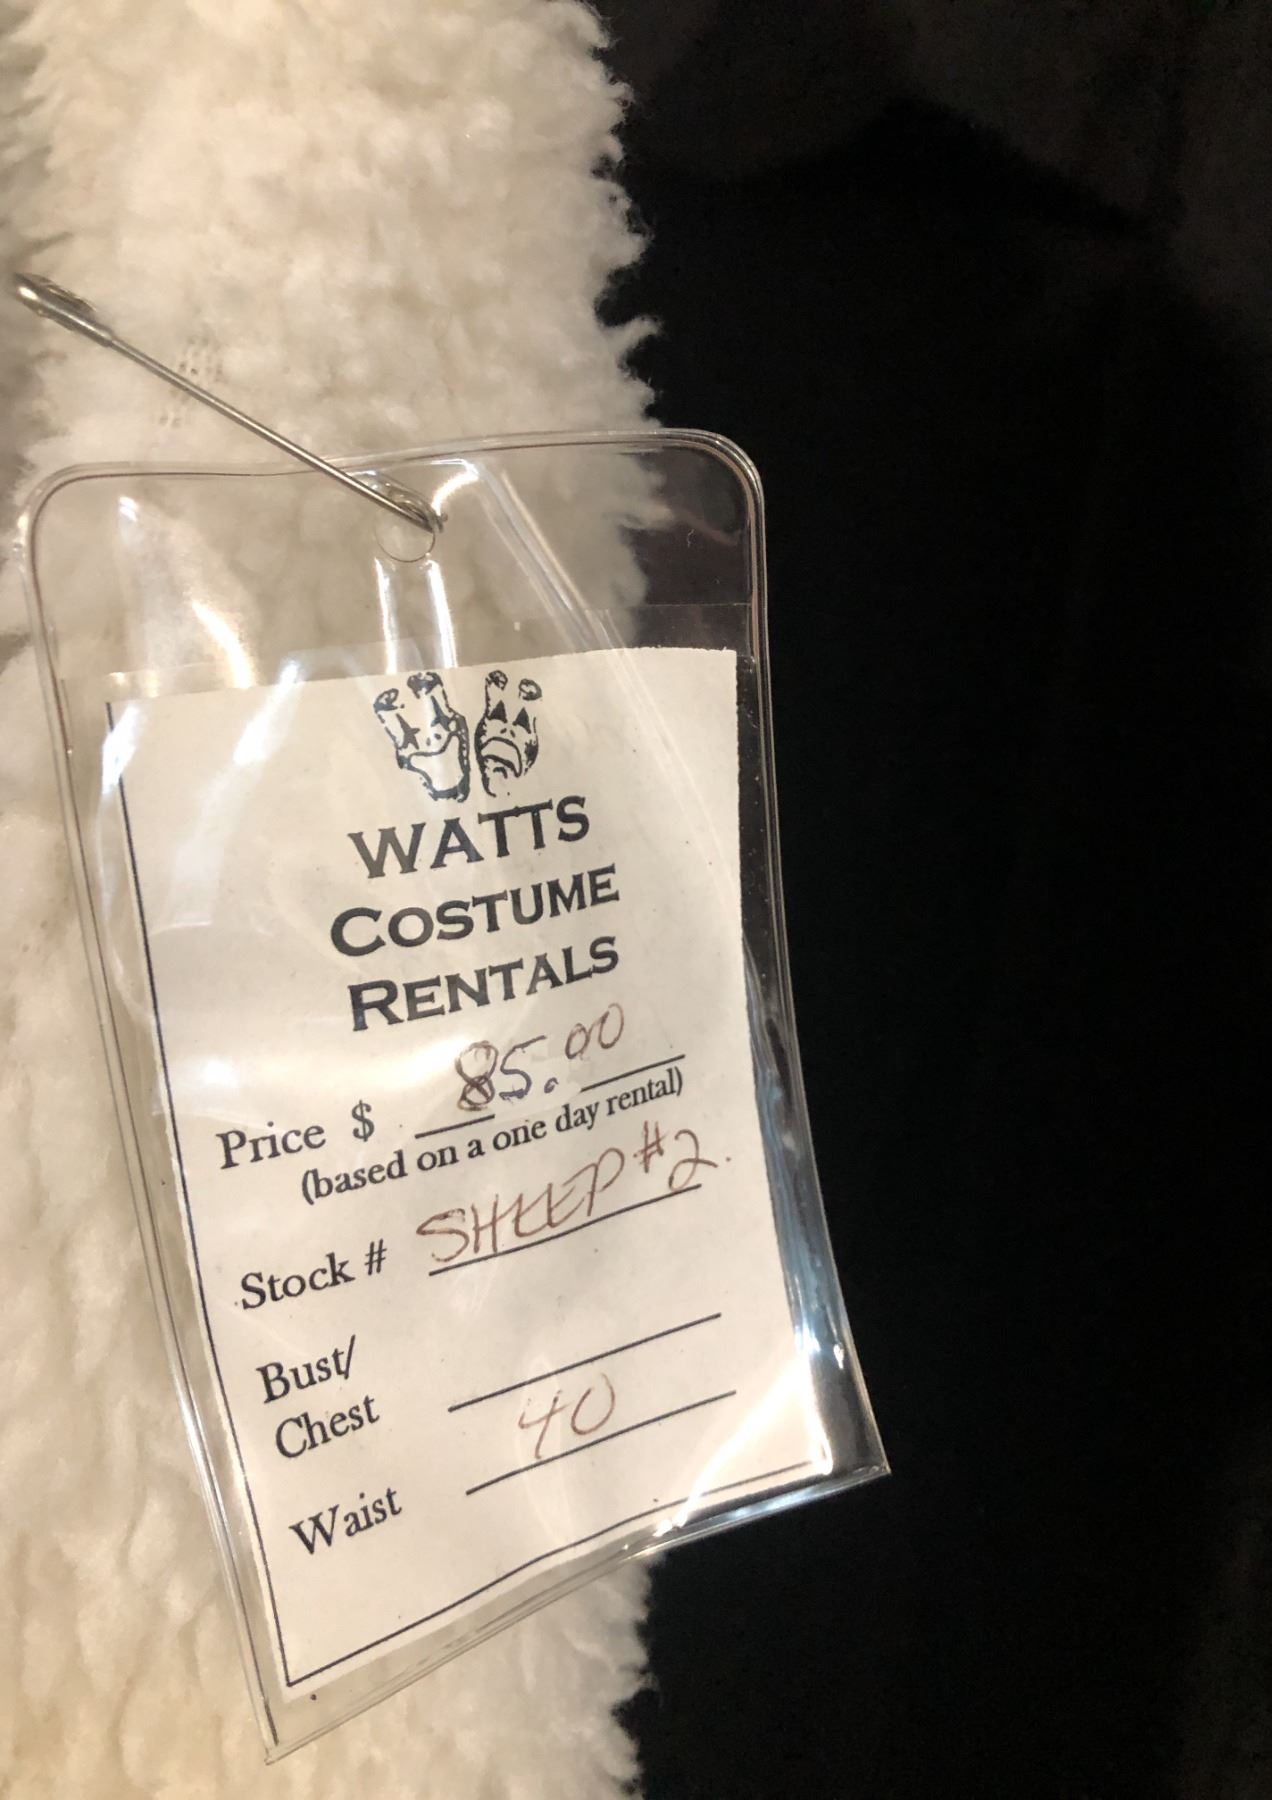 WATTS
COSTUME
RENTALS
Price $ 85.00
(based on a one day rental)
Stock # SHEEP #2.
Bust/
Chest
Waist 40